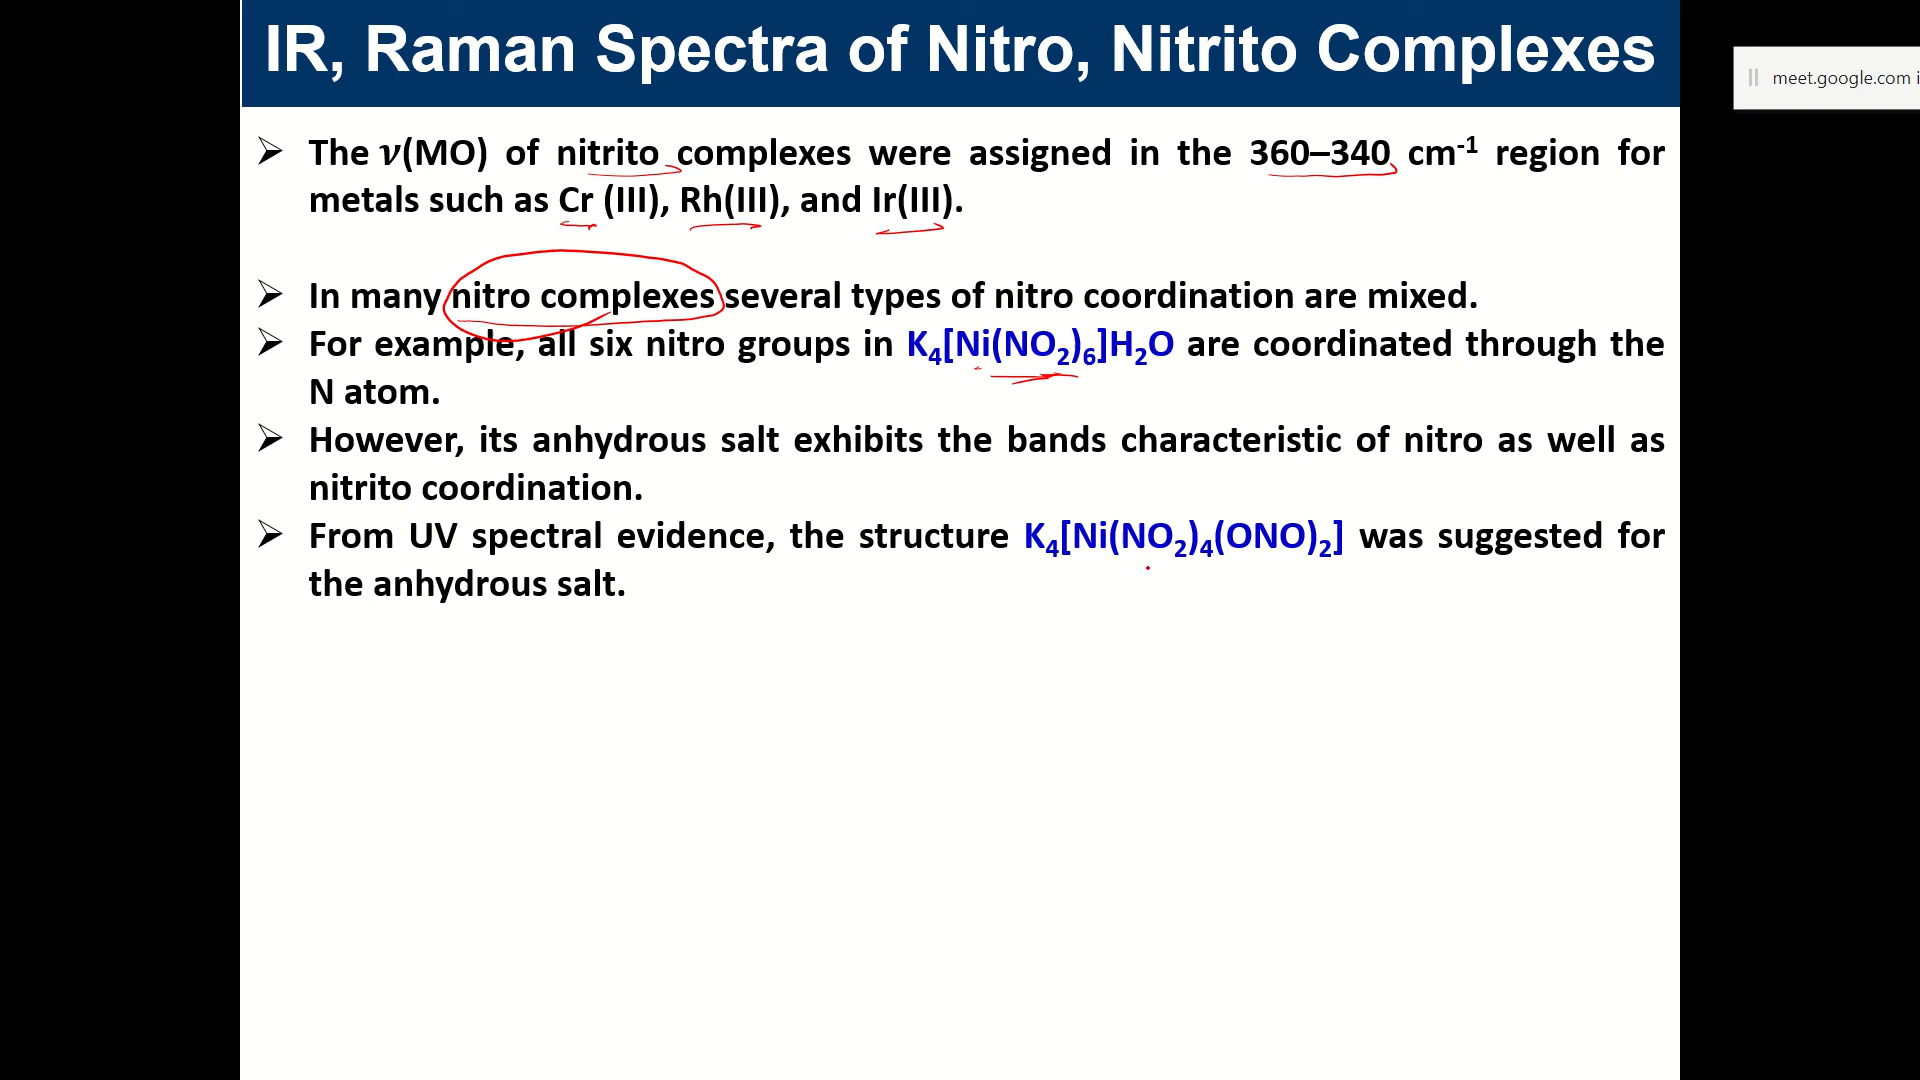 IR, Raman Spectra of Nitro, Nitrito Complexes
meet.google.com i
➢ The ν(MO) of nitrito complexes were assigned in the 360–340 cm⁻¹ region for
metals such as Cr (III), Rh(III), and Ir(III).
➢ In many nitro complexes several types of nitro coordination are mixed.
➢ For example, all six nitro groups in K₄[Ni(NO₂)₆]H₂O are coordinated through the
N atom.
➢ However, its anhydrous salt exhibits the bands characteristic of nitro as well as
nitrito coordination.
➢ From UV spectral evidence, the structure K₄[Ni(NO₂)₄(ONO)₂] was suggested for
the anhydrous salt.